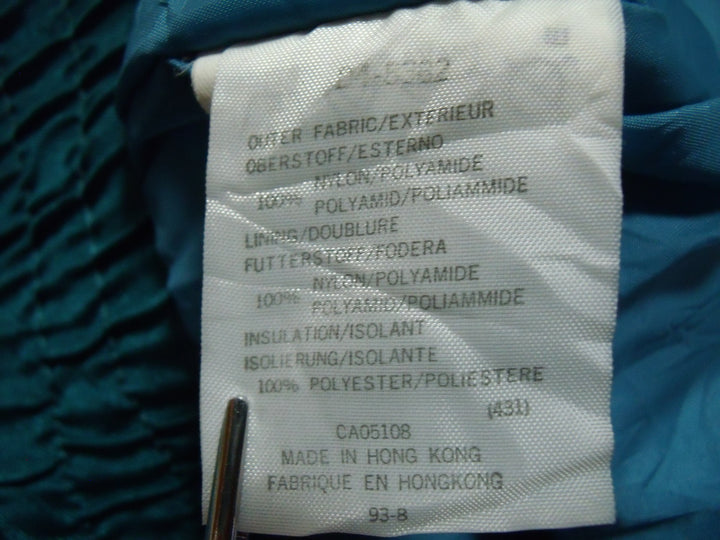 OUTER FABRIC/EXTERIEUR
OBERSTOFF/ESTERNO
100% NYLON/POLYAMIDE
POLYAMID/POLIAMMIDE
LINING/DOUBLURE
FUTTERSTOFF/FODERA
100% NYLON/POLYAMIDE
POLYAMID/POLIAMMIDE
INSULATION/ISOLANT
ISOLIERUNG/ISOLANTE
100% POLYESTER/POLIESTERE
(431)
CA05108
MADE IN HONG KONG
FABRIQUE EN HONGKONG
93-8